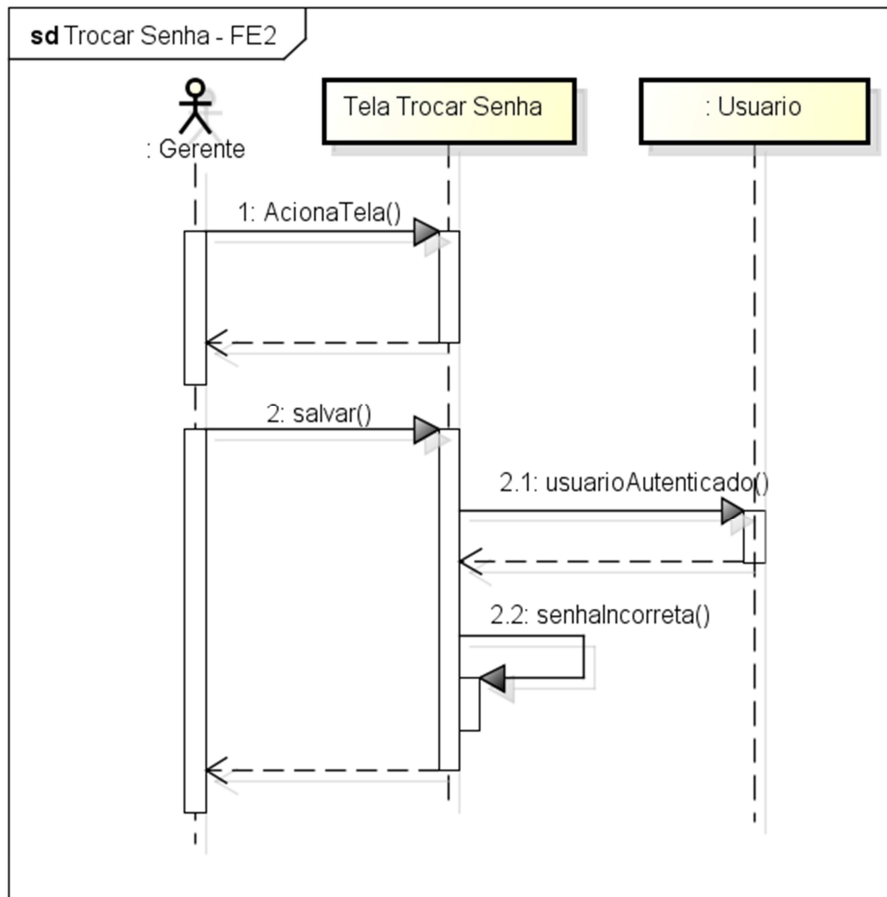 sd Trocar Senha - FE2
Tela Trocar Senha
: Usuario
: Gerente
1: AcionaTela()
2: salvar()
2.1: usuarioAutenticado()
2.2: senhaIncorreta()